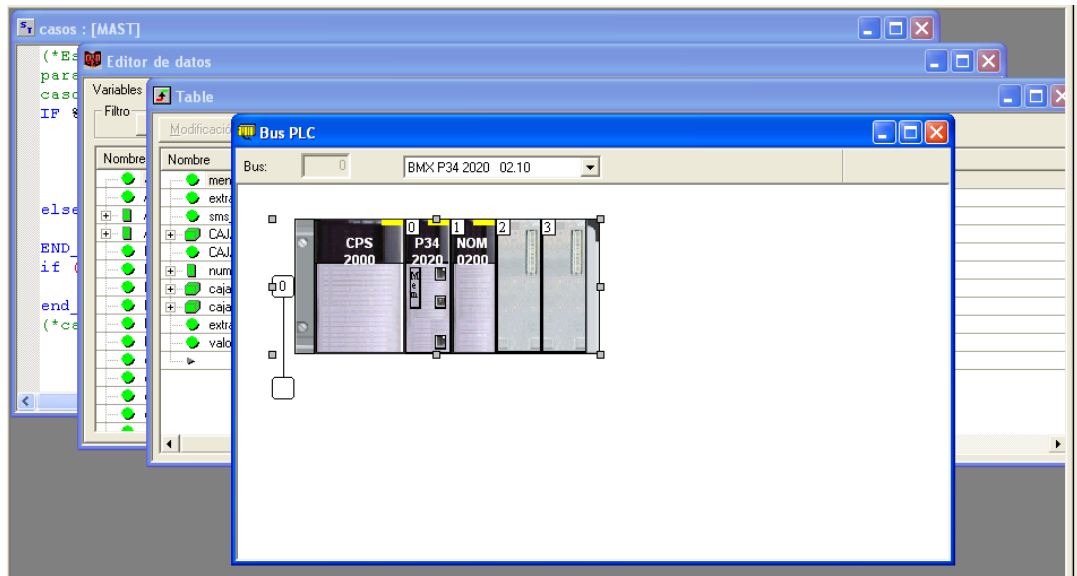 casos : [MAST]
(*Es
para
caso
IF %
else
END_
if (
end_
(*ca
Editor de datos
Variables
Filtro
Nombre
Table
Modificació
Nombre
men
extra
sms_
CAJ
CAJ
num
caja
caja
extra
valo
Bus PLC
Bus: 0 BMX P34 2020 02.10
0 1 2 3
CPS P34 NOM
2000 2020 0200
Mem
0